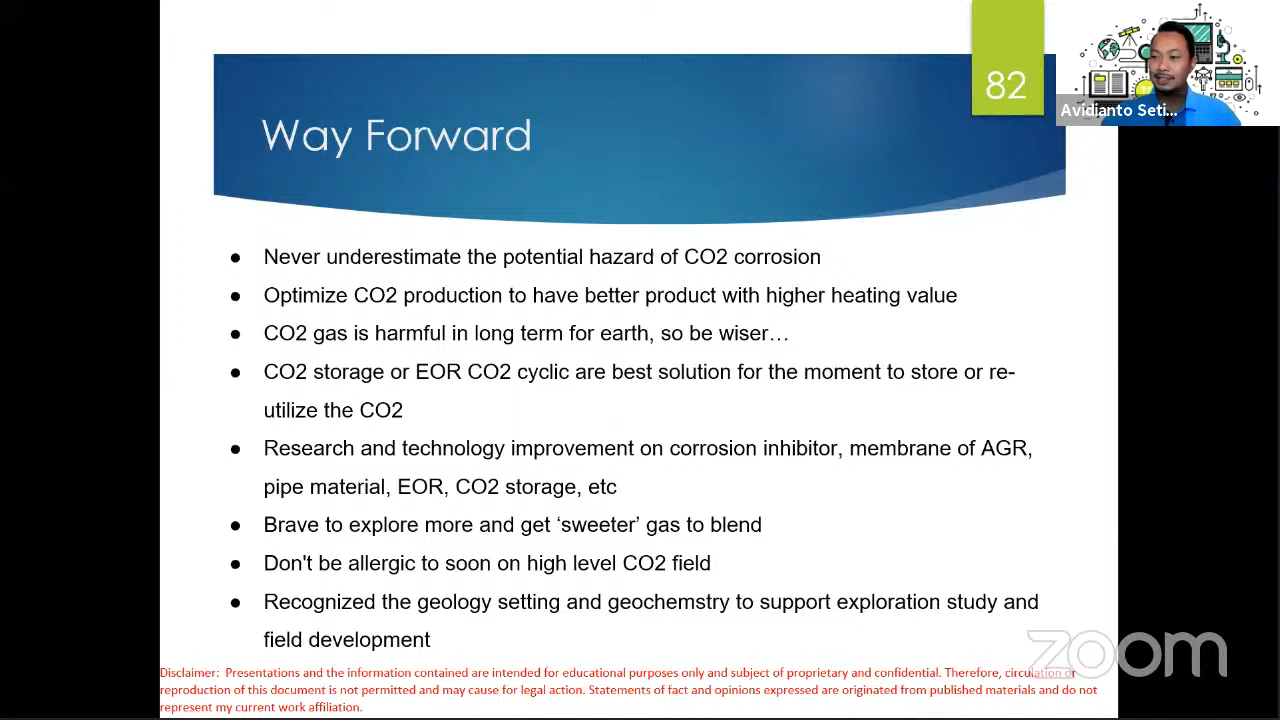 82
Avidianto Seti...
Way Forward
● Never underestimate the potential hazard of CO2 corrosion
● Optimize CO2 production to have better product with higher heating value
● CO2 gas is harmful in long term for earth, so be wiser…
● CO2 storage or EOR CO2 cyclic are best solution for the moment to store or re-
utilize the CO2
● Research and technology improvement on corrosion inhibitor, membrane of AGR,
pipe material, EOR, CO2 storage, etc
● Brave to explore more and get ‘sweeter’ gas to blend
● Don't be allergic to soon on high level CO2 field
● Recognized the geology setting and geochemstry to support exploration study and
field development
zoom
Disclaimer: Presentations and the information contained are intended for educational purposes only and subject of proprietary and confidential. Therefore, circulation or
reproduction of this document is not permitted and may cause for legal action. Statements of fact and opinions expressed are originated from published materials and do not
represent my current work affiliation.